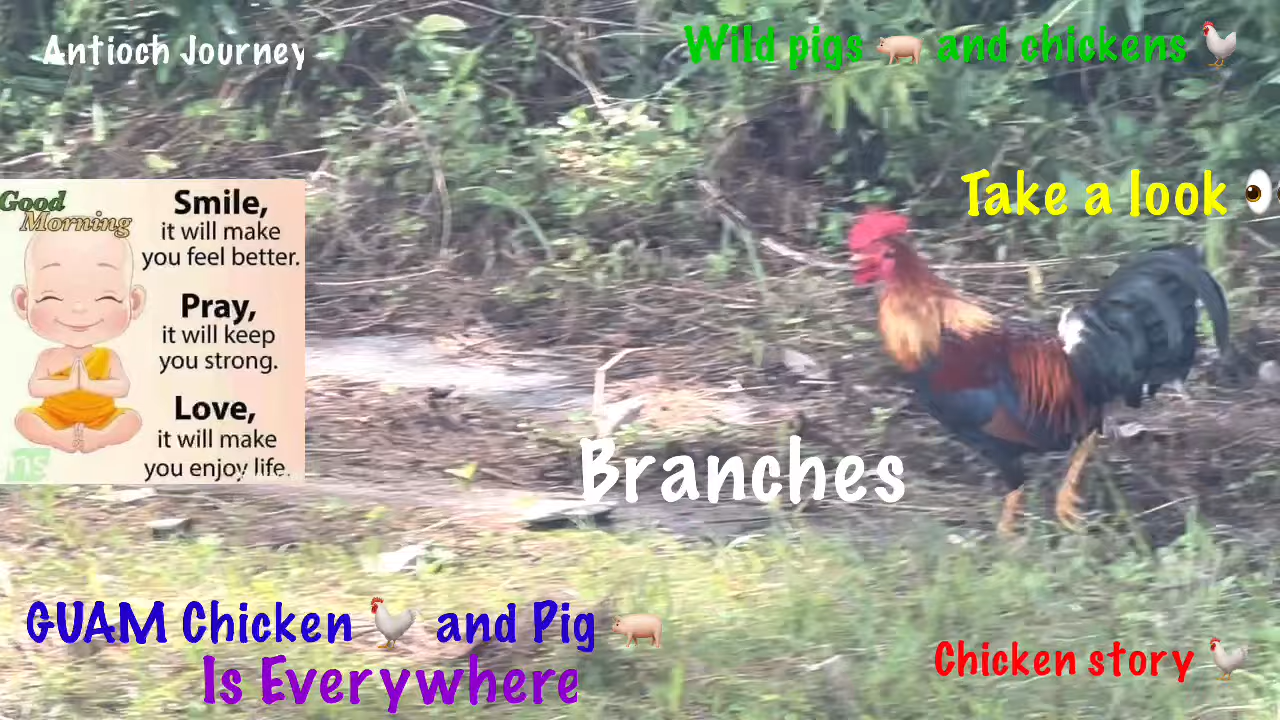 Antioch Journey
Wild pigs 🐖 and chickens 🐓
Take a look 👀
Good
Morning
Smile,
it will make
you feel better.
Pray,
it will keep
you strong.
Love,
it will make
you enjoy life.
ns
Branches
GUAM Chicken 🐓 and Pig 🐖
Is Everywhere
Chicken story 🐓